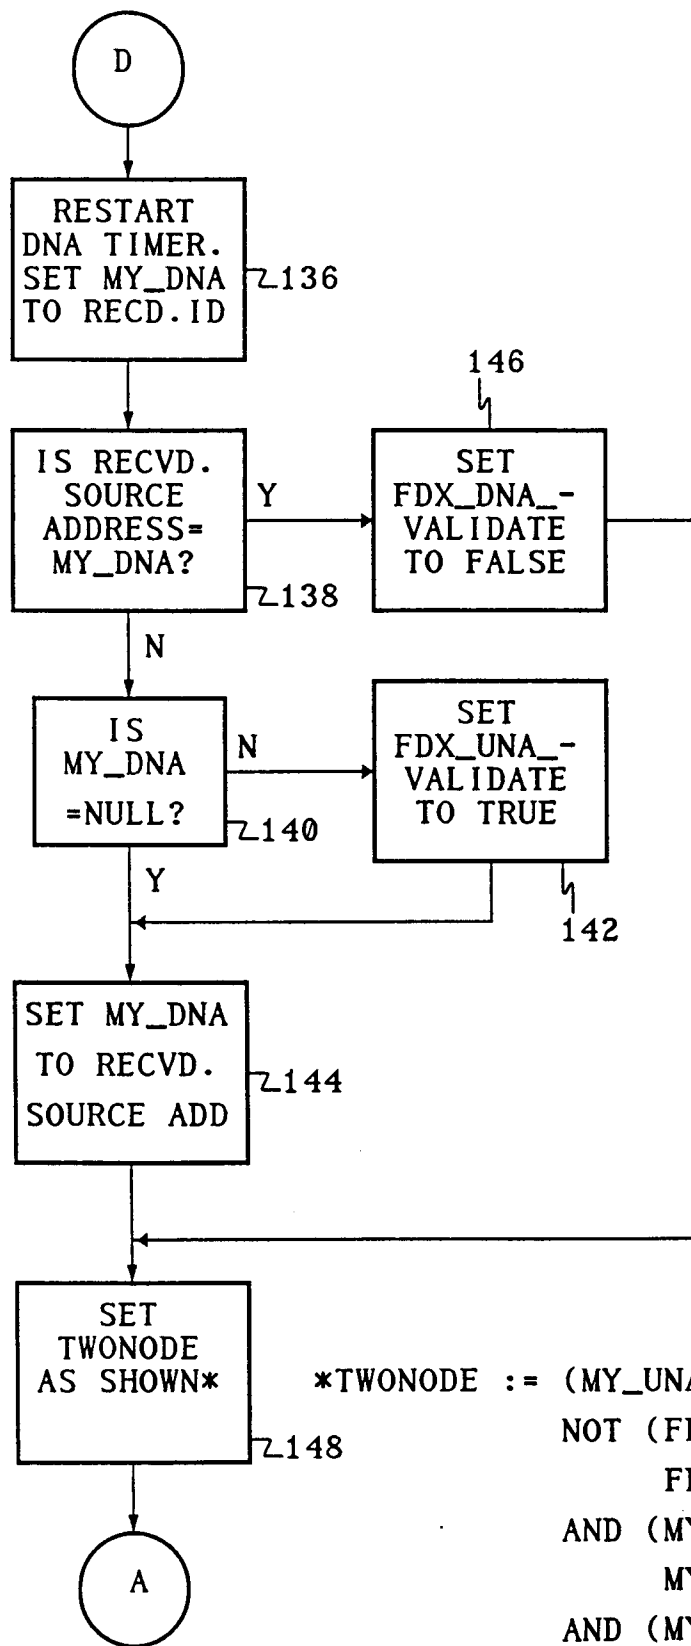 D
RESTART
DNA TIMER.
SET MY_DNA
TO RECD.ID
136
146
IS RECVD.
SOURCE
ADDRESS=
MY_DNA?
138
Y
SET
FDX_DNA_-
VALIDATE
TO FALSE
N
IS
MY_DNA
=NULL?
140
N
SET
FDX_UNA_-
VALIDATE
TO TRUE
142
Y
SET MY_DNA
TO RECVD.
SOURCE ADD
144
SET
TWONODE
AS SHOWN*
148
*TWONODE := (MY_UNA
NOT (F
F
AND (MY
MY
AND (MY
A